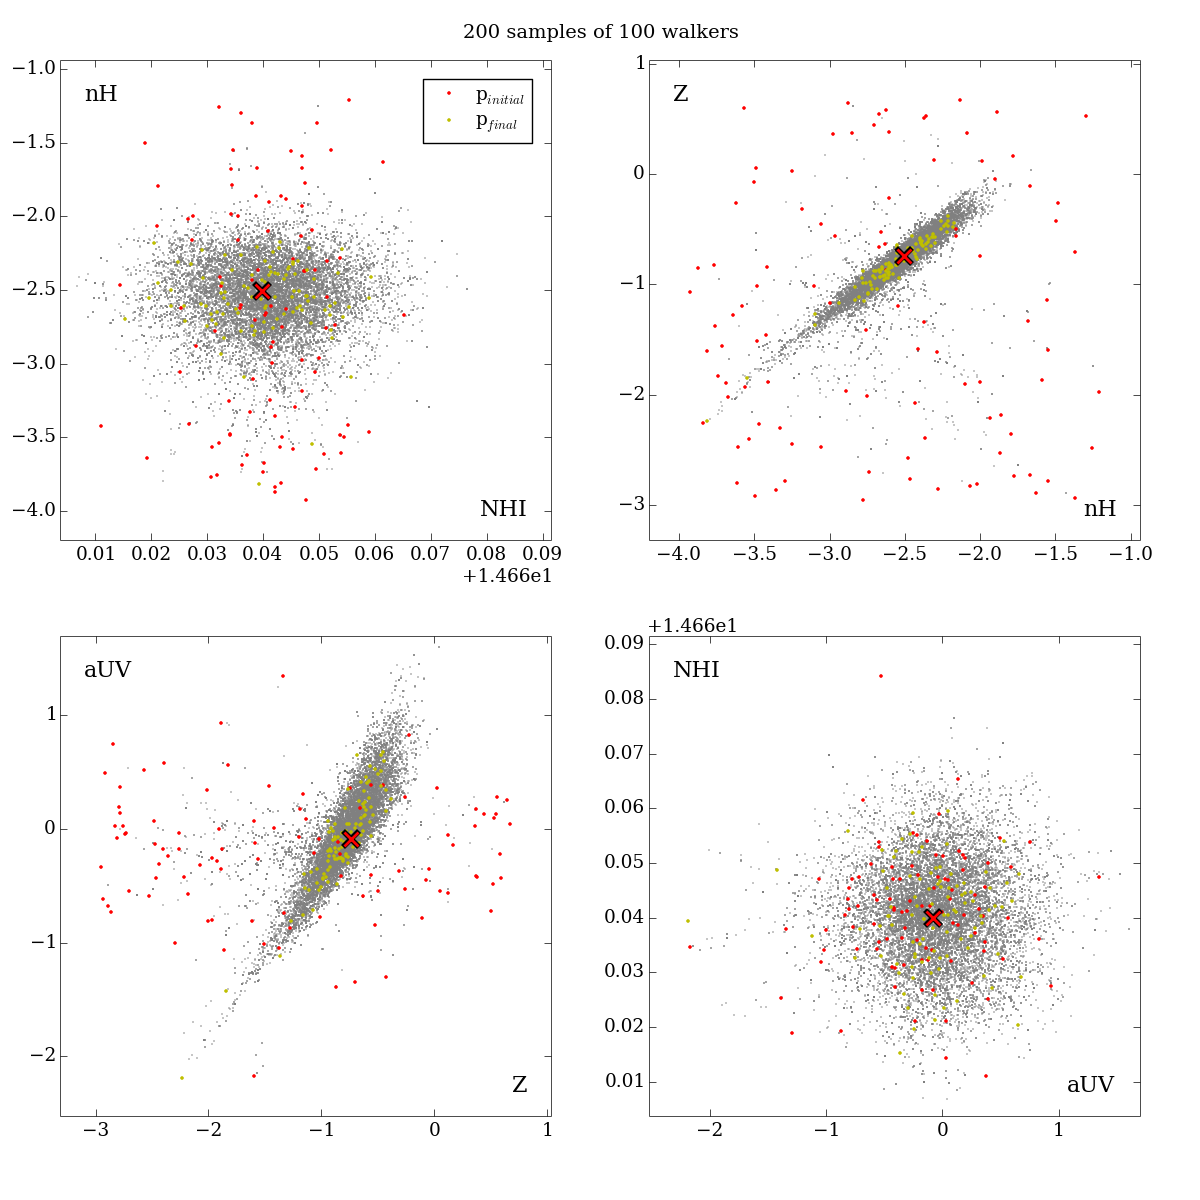 200 samples of 100 walkers
nH
p_initial
p_final
−1.0
−1.5
−2.0
−2.5
−3.0
−3.5
−4.0
NHI
0.01 0.02 0.03 0.04 0.05 0.06 0.07 0.08 0.09
+1.466e1
Z
1
0
−1
−2
−3
nH
−4.0 −3.5 −3.0 −2.5 −2.0 −1.5 −1.0
aUV
1
0
−1
−2
Z
−3 −2 −1 0 1
+1.466e1
NHI
0.09
0.08
0.07
0.06
0.05
0.04
0.03
0.02
0.01
aUV
−2 −1 0 1